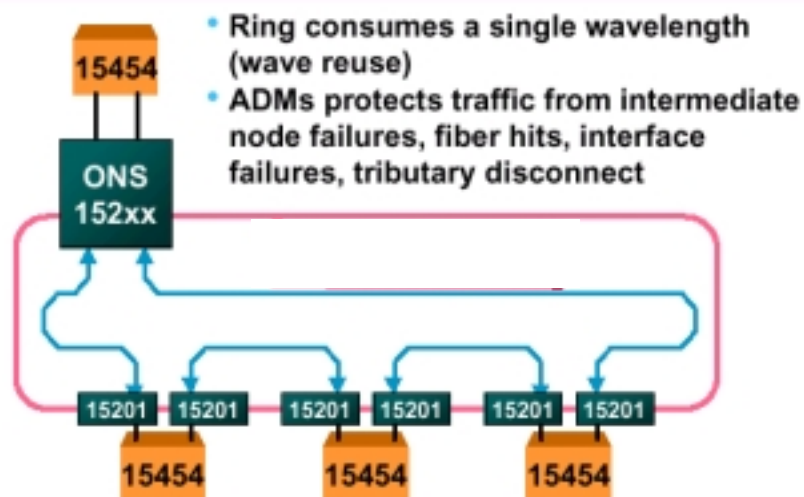 Ring consumes a single wavelength
(wave reuse)
ADMs protects traffic from intermediate
node failures, fiber hits, interface
failures, tributary disconnect
15454
ONS
152xx
15201 15201 15201 15201 15201 15201
15454 15454 15454